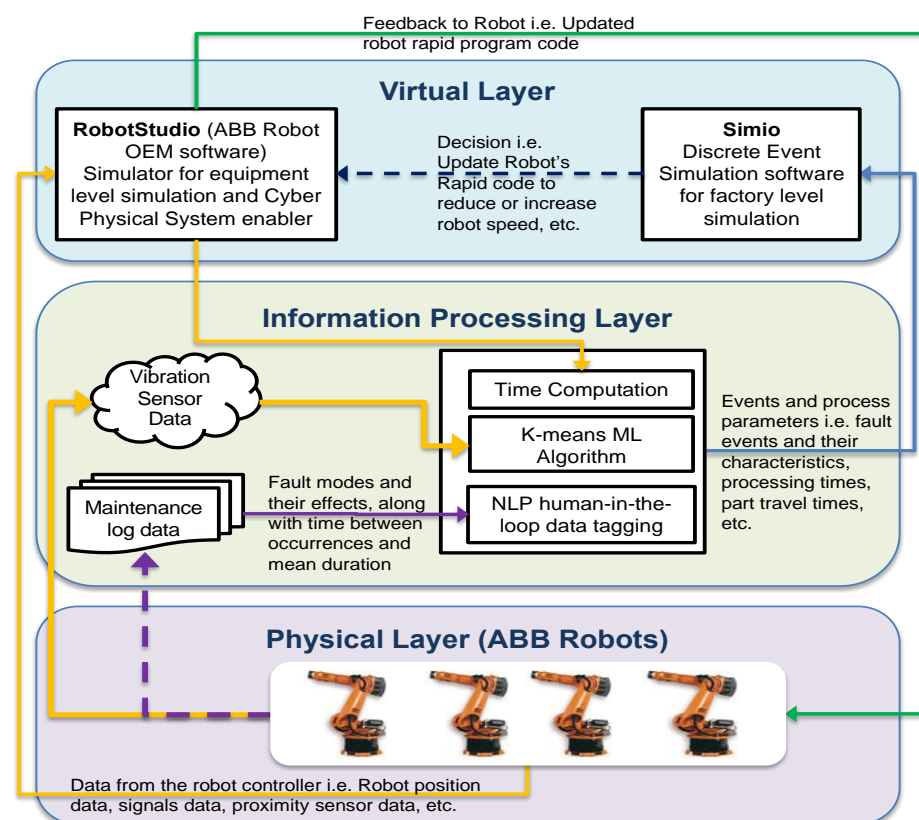 Feedback to Robot i.e. Updated
robot rapid program code
Virtual Layer
RobotStudio (ABB Robot
OEM software)
Simulator for equipment
level simulation and Cyber
Physical System enabler
Decision i.e.
Update Robot's
Rapid code to
reduce or increase
robot speed, etc.
Simio
Discrete Event
Simulation software
for factory level
simulation
Information Processing Layer
Vibration
Sensor
Data
Time Computation
K-means ML
Algorithm
NLP human-in-the-
loop data tagging
Maintenance
log data
Fault modes and
their effects, along
with time between
occurrences and
mean duration
Events and process
parameters i.e. fault
events and their
characteristics,
processing times,
part travel times,
etc.
Physical Layer (ABB Robots)
Data from the robot controller i.e. Robot position
data, signals data, proximity sensor data, etc.